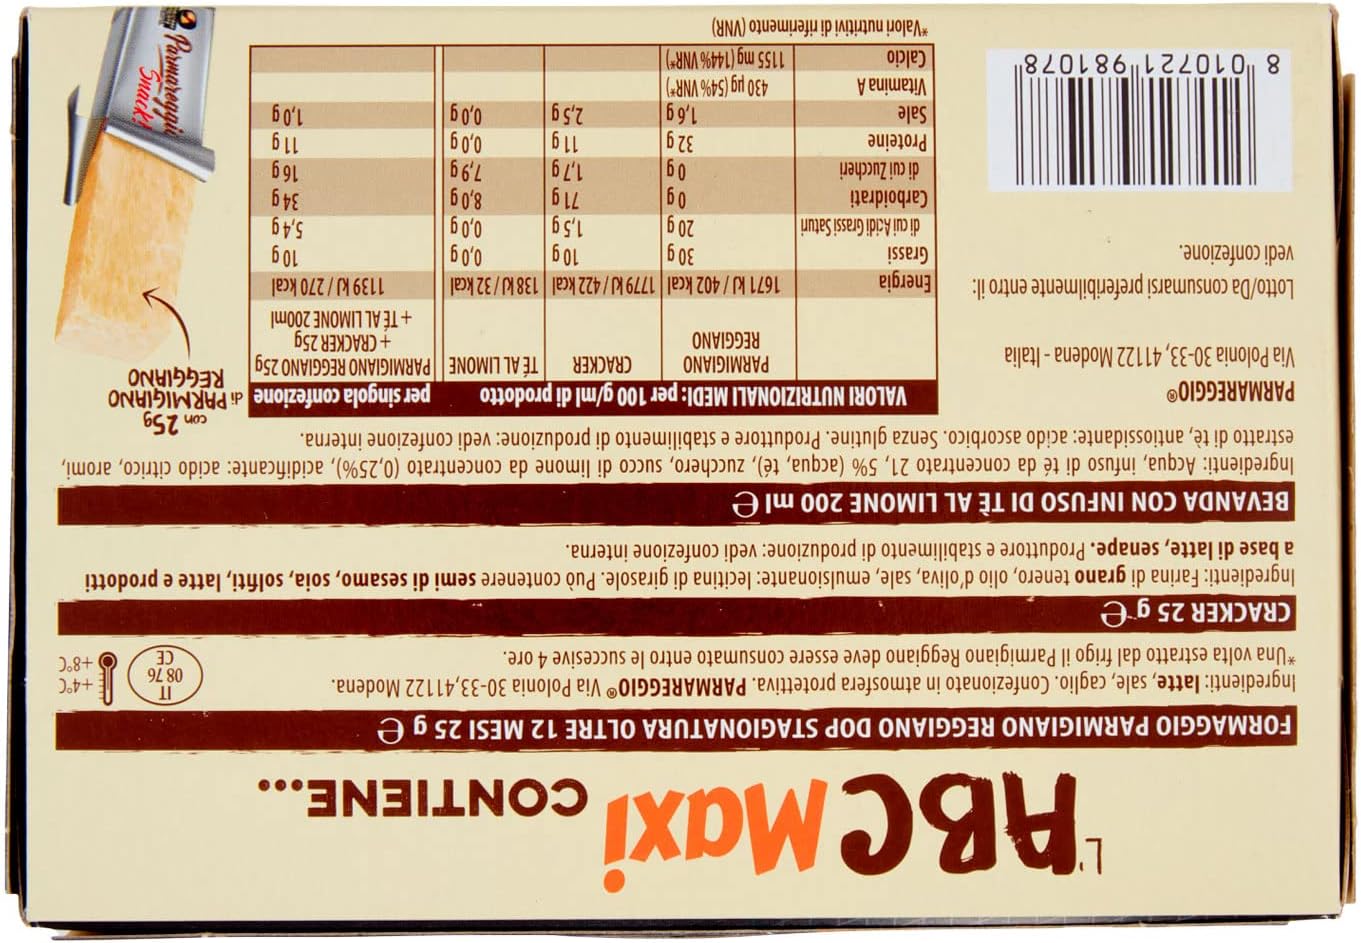 L'ABC Maxi CONTIENE...
FORMAGGIO PARMIGIANO REGGIANO DOP STAGIONATURA OLTRE 12 MESI 25 g ℮
Ingredienti: latte, sale, caglio. Confezionato in atmosfera protettiva. PARMAREGGIO® Via Polonia 30-33,41122 Modena.
*Una volta estratto dal frigo il Parmigiano Reggiano deve essere consumato entro le succesive 4 ore.
IT
08 76
CE
+4°C
+8°C
CRACKER 25 g ℮
Ingredienti: Farina di grano tenero, olio d'oliva, sale, emulsionante: lecitina di girasole. Può contenere semi di sesamo, soia, solfiti, latte e prodotti
a base di latte, senape. Produttore e stabilimento di produzione: vedi confezione interna.
BEVANDA CON INFUSO DI TÈ AL LIMONE 200 ml ℮
Ingredienti: Acqua, infuso di té da concentrato 21, 5% (acqua, té), zucchero, succo di limone da concentrato (0,25%), acidificante: acido citrico, aromi,
estratto di tè, antiossidante: acido ascorbico. Senza glutine. Produttore e stabilimento di produzione: vedi confezione interna.
PARMAREGGIO®
Via Polonia 30-33, 41122 Modena - Italia
Lotto/Da consumarsi preferibilmente entro il:
vedi confezione.
8 010721 981078
VALORI NUTRIZIONALI MEDI: per 100 g/ml di prodotto per singola confezione
PARMIGIANO REGGIANO CRACKER TÉ AL LIMONE PARMIGIANO REGGIANO 25g
+ CRACKER 25g
+ TÉ AL LIMONE 200ml
Energia 1671 kJ / 402 kcal 1779 kJ / 422 kcal 138 kJ / 32 kcal 1139 kJ / 270 kcal
Grassi 30 g 10 g 0,0 g 10 g
di cui Acidi Grassi Saturi 20 g 1,5 g 0,0 g 5,4 g
Carboidrati 0 g 71 g 8,0 g 34 g
di cui Zuccheri 0 g 1,7 g 7,9 g 16 g
Proteine 32 g 11 g 0,0 g 11 g
Sale 1,6 g 2,5 g 0,0 g 1,0 g
Vitamina A 430 µg (54% VNR*)
Calcio 1155 mg (144% VNR*)
*Valori nutritivi di riferimento (VNR)
con 25g
di PARMIGIANO
REGGIANO
Parmareggio
Snack!